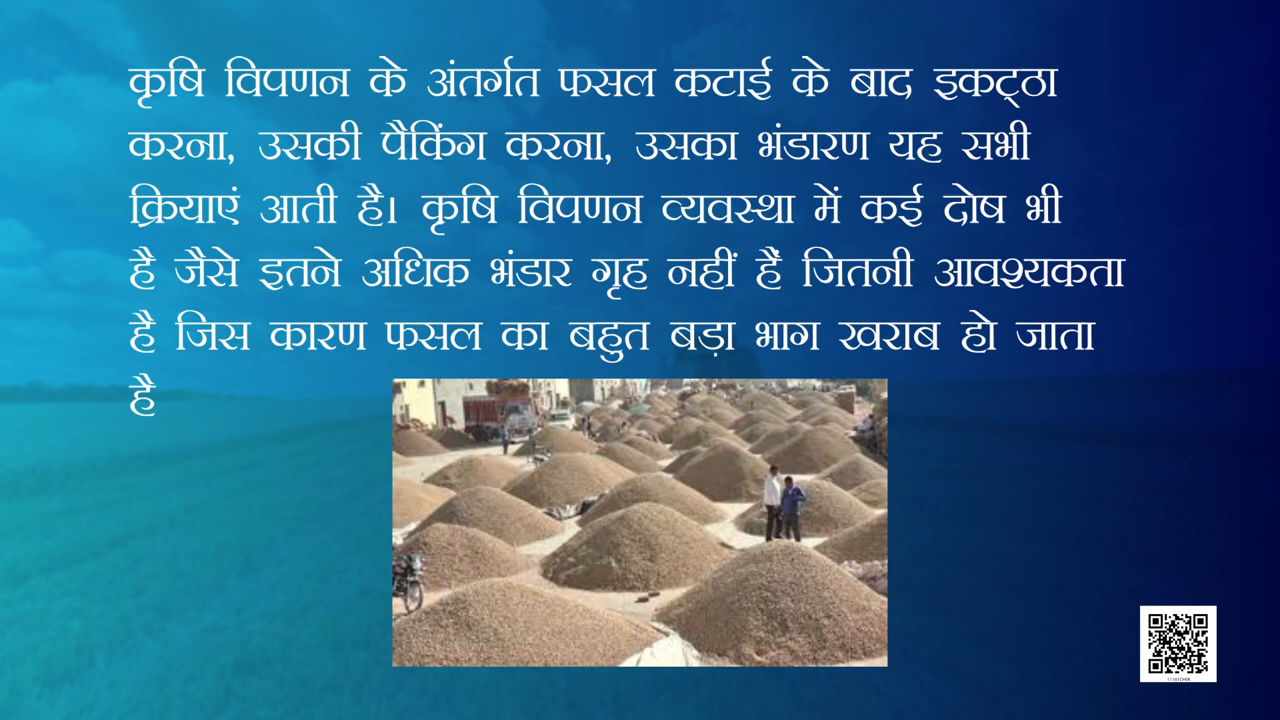 कृषि विपणन के अंतर्गत फसल कटाई के बाद इकट्ठा
करना, उसकी पैकिंग करना, उसका भंडारण यह सभी
क्रियाएं आती है। कृषि विपणन व्यवस्था में कई दोष भी
है जैसे इतने अधिक भंडार गृह नहीं हैं जितनी आवश्यकता
है जिस कारण फसल का बहुत बड़ा भाग खराब हो जाता
है